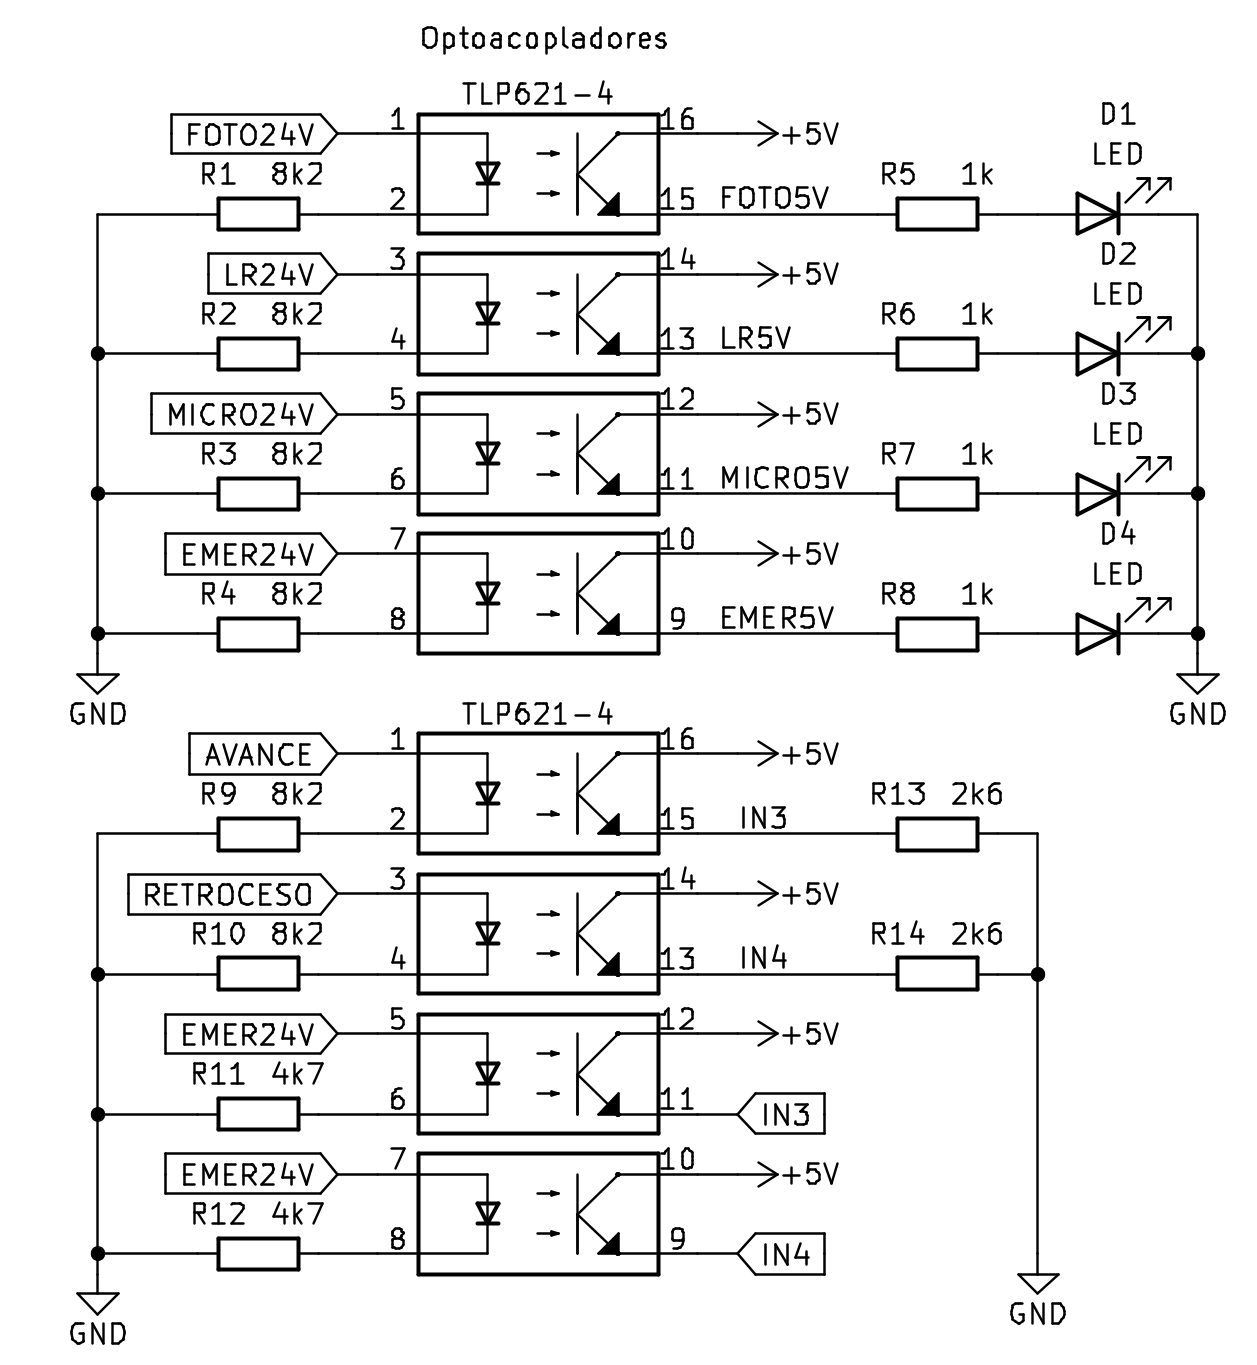 Optoacopladores
TLP621-4
FOTO24V 1 16 +5V D1
R1 8k2 2 15 FOTO5V R5 1k LED
LR24V 3 14 +5V D2
R2 8k2 4 13 LR5V R6 1k LED
MICRO24V 5 12 +5V D3
R3 8k2 6 11 MICRO5V R7 1k LED
EMER24V 7 10 +5V D4
R4 8k2 8 9 EMER5V R8 1k LED
GND GND
TLP621-4
AVANCE 1 16 +5V
R9 8k2 2 15 IN3 R13 2k6
RETROCESO 3 14 +5V
R10 8k2 4 13 IN4 R14 2k6
EMER24V 5 12 +5V
R11 4k7 6 11 IN3
EMER24V 7 10 +5V
R12 4k7 8 9 IN4
GND GND